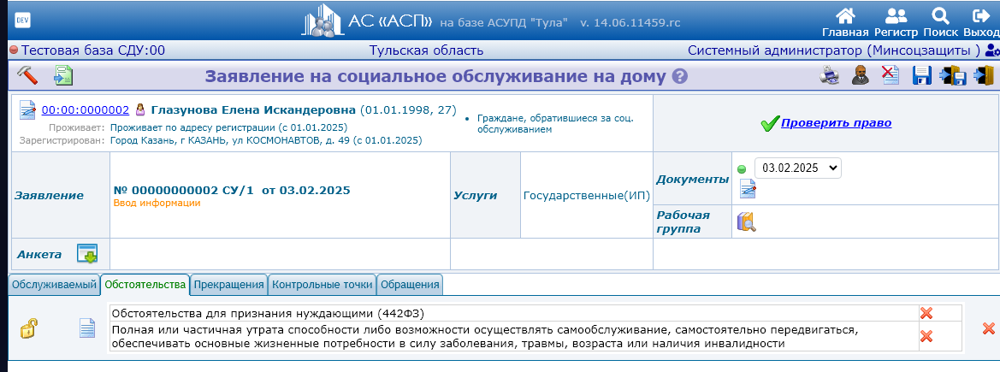 DEV
АС «АСП» на базе АСУПД "Тула" v. 14.06.11459.rc
Главная Регистр Поиск Выход
Тестовая база СДУ:00 Тульская область Системный администратор (Минсоцзащиты )
Заявление на социальное обслуживание на дому ?
00:00:0000002 Глазунова Елена Искандеровна (01.01.1998, 27)
Проживает: Проживает по адресу регистрации (с 01.01.2025)
Зарегистрирован: Город Казань, г КАЗАНЬ, ул КОСМОНАВТОВ, д. 49 (с 01.01.2025)
• Граждане, обратившиеся за соц.
обслуживанием
Проверить право
Заявление
№ 00000000002 СУ/1 от 03.02.2025
Ввод информации
Услуги
Государственные(ИП)
Документы
03.02.2025
Рабочая
группа
Анкета
Обслуживаемый Обстоятельства Прекращения Контрольные точки Обращения
Обстоятельства для признания нуждающими (442ФЗ)
Полная или частичная утрата способности либо возможности осуществлять самообслуживание, самостоятельно передвигаться,
обеспечивать основные жизненные потребности в силу заболевания, травмы, возраста или наличия инвалидности